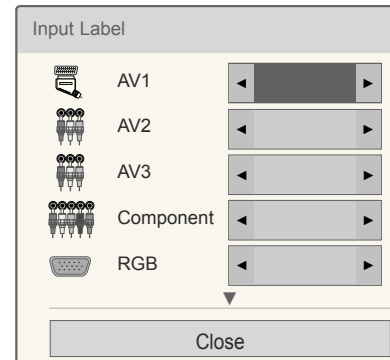 Input Label
AV1
AV2
AV3
Component
RGB
Close